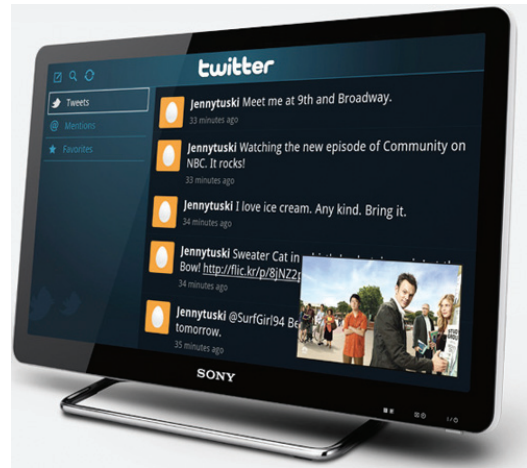 twitter
Tweets
@ Mentions
Favorites
Jennytuski Meet me at 9th and Broadway.
33 minutes ago
Jennytuski Watching the new episode of Community on
NBC. It rocks!
33 minutes ago
Jennytuski I love ice cream. Any kind. Bring it.
34 minutes ago
Jennytuski Sweater Cat in
Bow! http://flic.kr/p/8jNZ2
34 minutes ago
Jennytuski @SurfGirl94 Be
tomorrow.
35 minutes ago
SONY